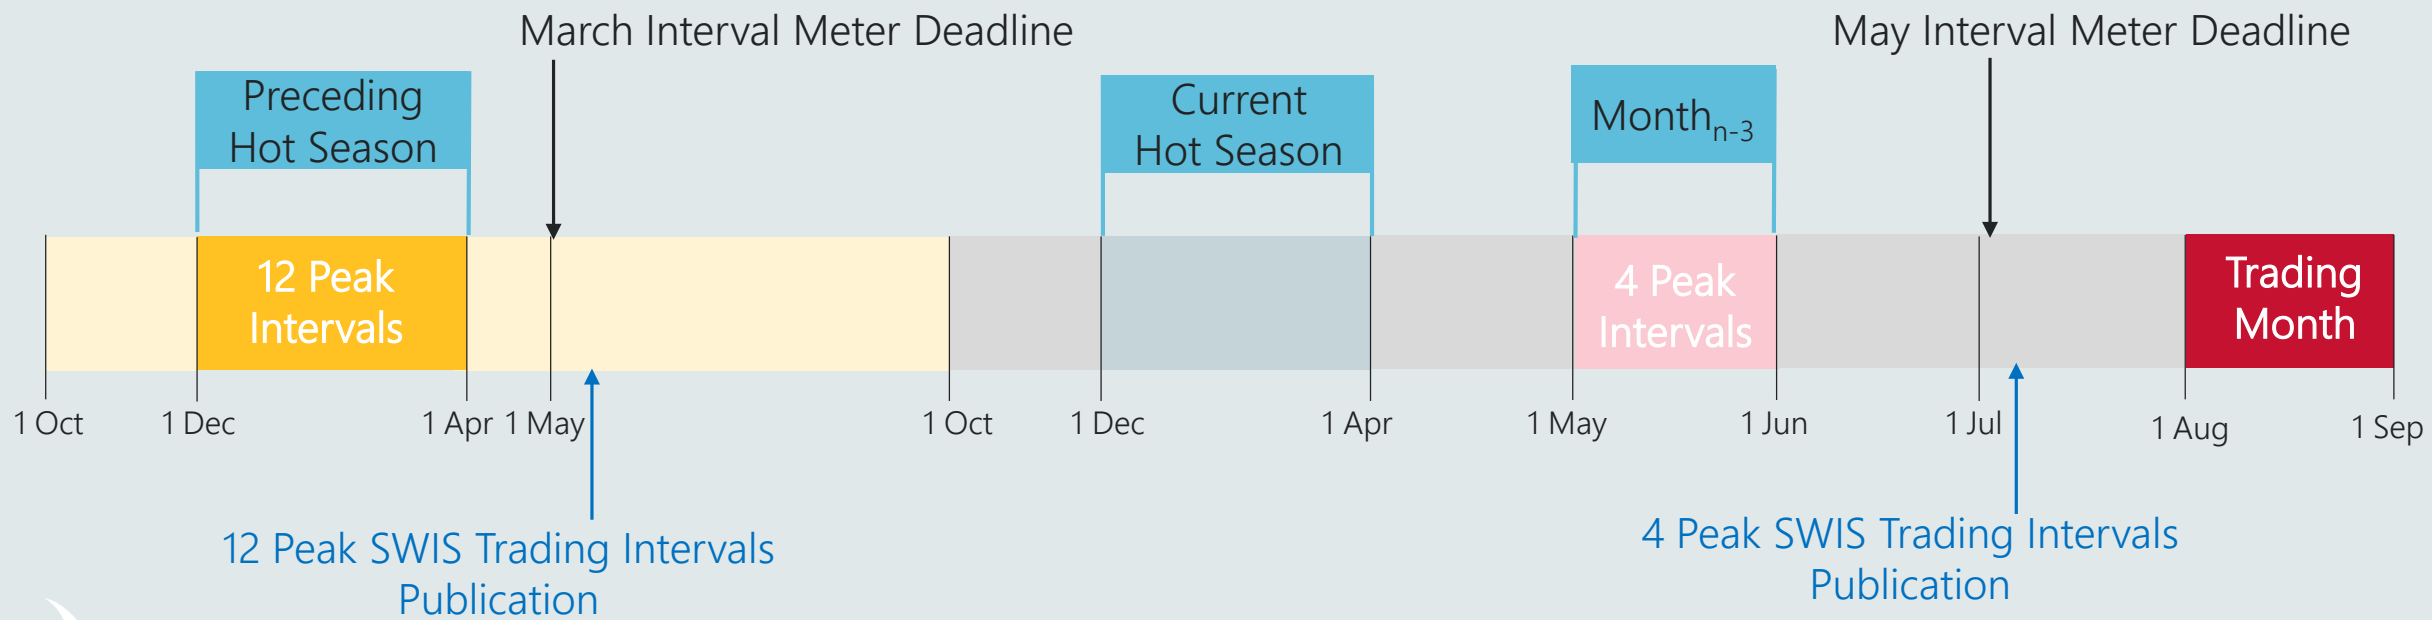 March Interval Meter Deadline
May Interval Meter Deadline
Preceding
Hot Season
Current
Hot Season
Month n-3
12 Peak
Intervals
4 Peak
Intervals
Trading
Month
1 Oct
1 Dec
1 Apr
1 May
1 Oct
1 Dec
1 Apr
1 May
1 Jun
1 Jul
1 Aug
1 Sep
12 Peak SWIS Trading Intervals
Publication
4 Peak SWIS Trading Intervals
Publication